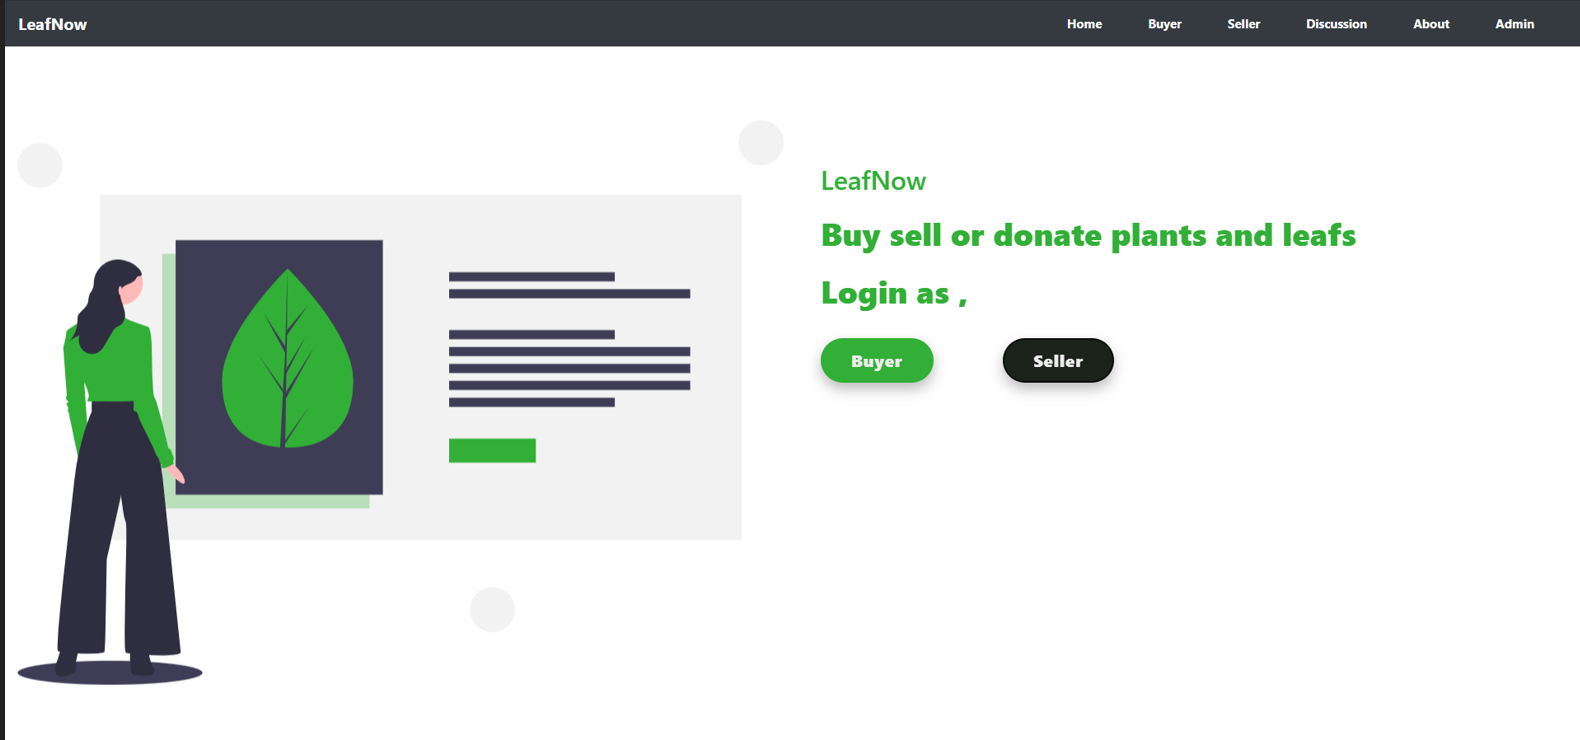 LeafNow
Home Buyer Seller Discussion About Admin
LeafNow
Buy sell or donate plants and leafs
Login as ,
Buyer Seller